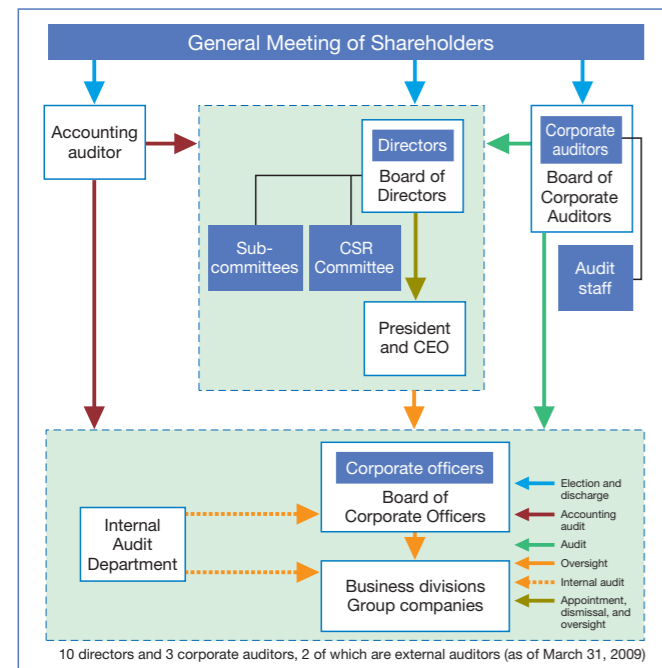 General Meeting of Shareholders
Accounting
auditor
Directors
Board of
Directors
Corporate
auditors
Board of
Corporate
Auditors
Sub-
committees
CSR
Committee
Audit
staff
President
and CEO
Corporate officers
Board of
Corporate Officers
Internal
Audit
Department
Business divisions
Group companies
Election and
discharge
Accounting
audit
Audit
Oversight
Internal audit
Appointment,
dismissal, and
oversight
10 directors and 3 corporate auditors, 2 of which are external auditors (as of March 31, 2009)